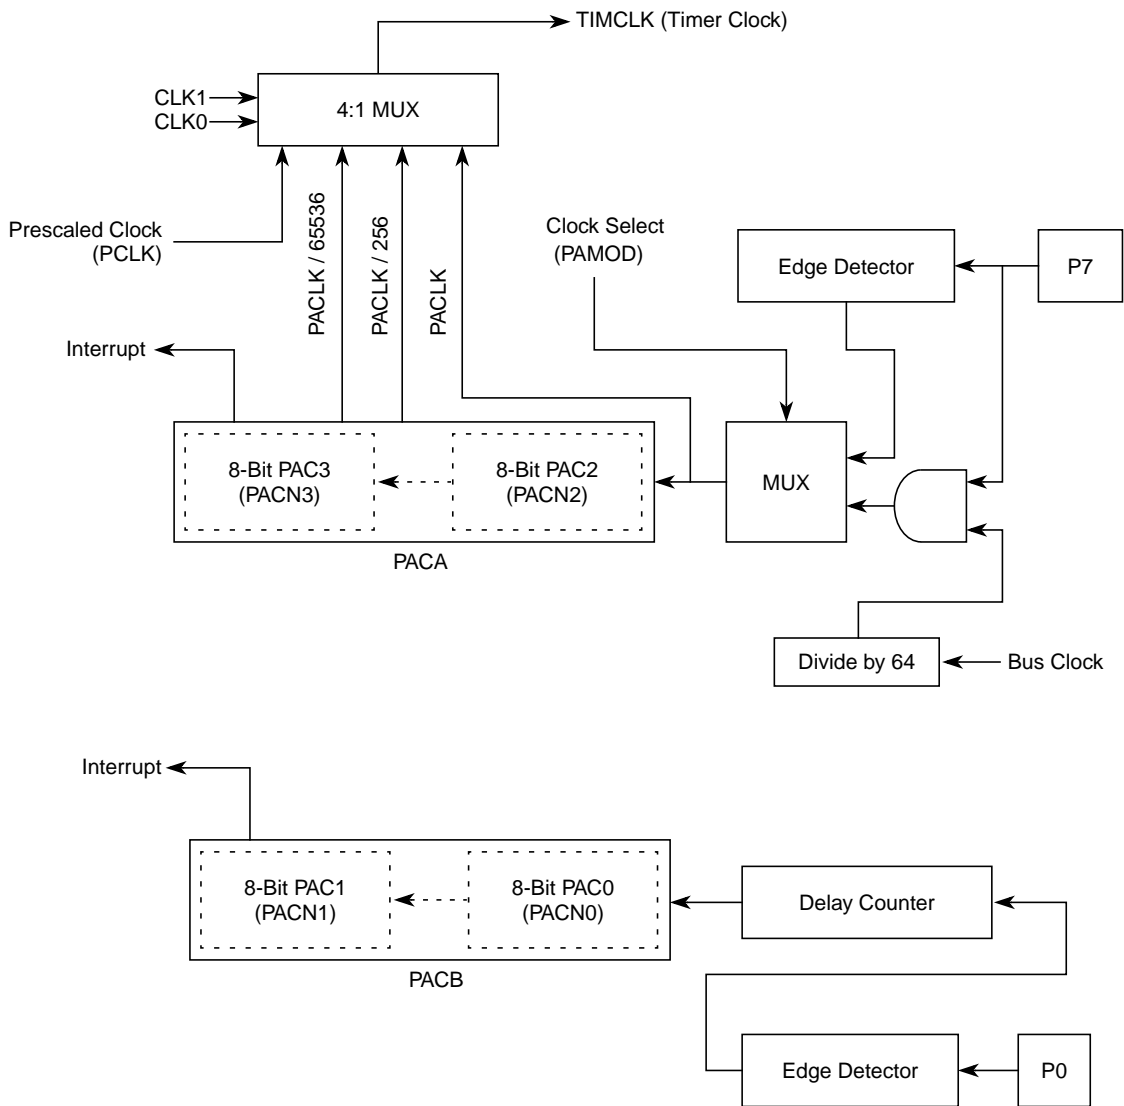 TIMCLK (Timer Clock)
CLK1
CLK0
4:1 MUX
Prescaled Clock
(PCLK)
PACLK / 65536
PACLK / 256
PACLK
Clock Select
(PAMOD)
Edge Detector
P7
Interrupt
8-Bit PAC3
(PACN3)
8-Bit PAC2
(PACN2)
MUX
PACA
Divide by 64
Bus Clock
Interrupt
8-Bit PAC1
(PACN1)
8-Bit PAC0
(PACN0)
Delay Counter
PACB
Edge Detector
P0